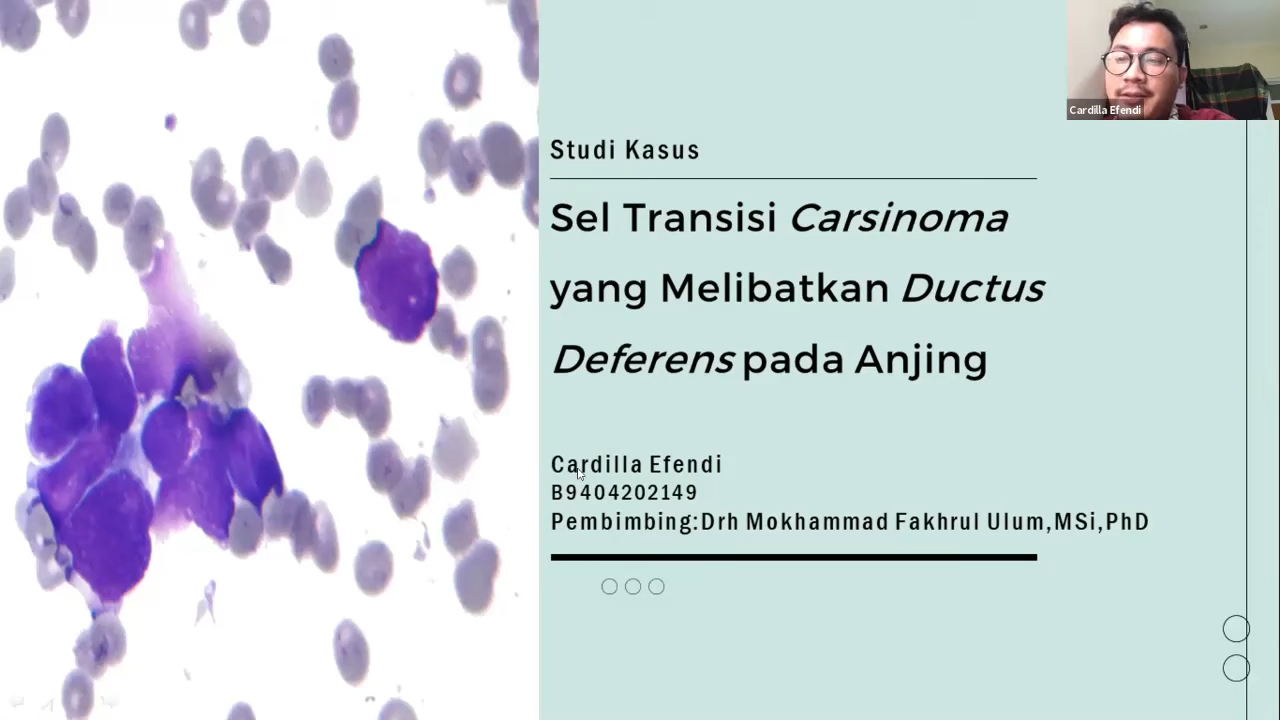 Cardilla Efendi
Studi Kasus
Sel Transisi Carsinoma
yang Melibatkan Ductus
Deferens pada Anjing
Cardilla Efendi
B9404202149
Pembimbing:Drh Mokhammad Fakhrul Ulum,MSi,PhD